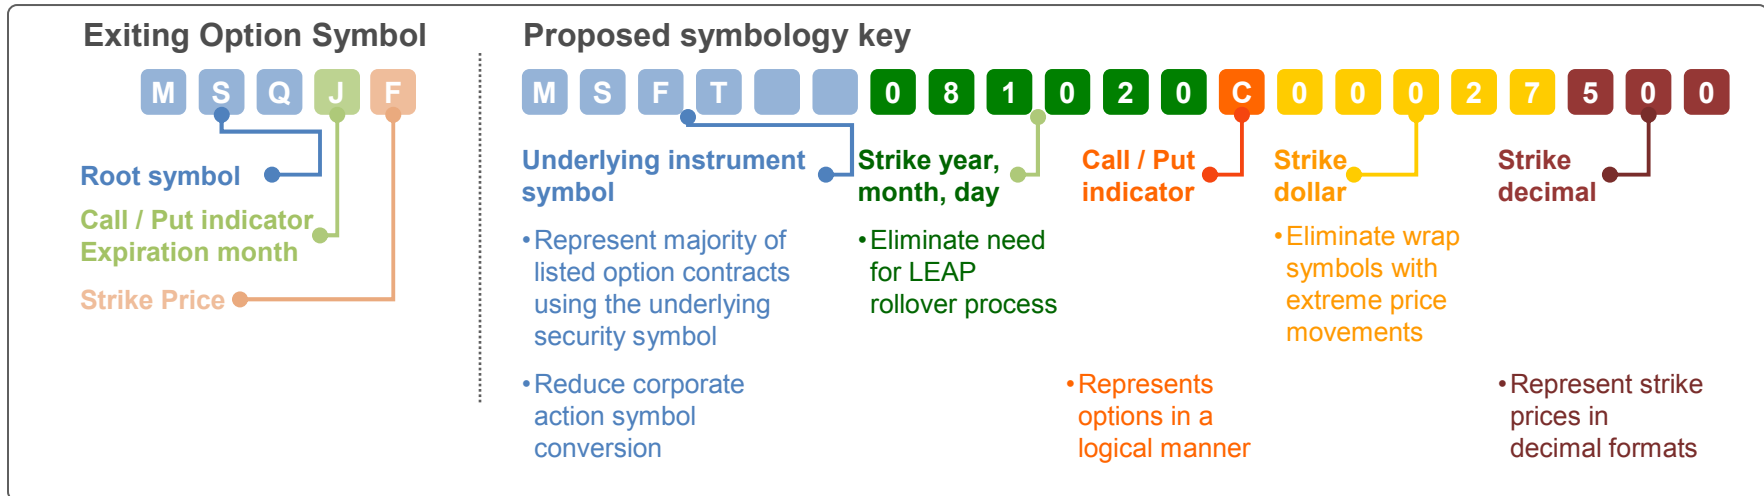 Exiting Option Symbol
M S Q J F
Root symbol
Call / Put indicator
Expiration month
Strike Price
Proposed symbology key
M S F T 0 8 1 0 2 0 C 0 0 0 2 7 5 0 0
Underlying instrument
symbol
•Represent majority of
listed option contracts
using the underlying
security symbol
•Reduce corporate
action symbol
conversion
Strike year,
month, day
•Eliminate need
for LEAP
rollover process
Call / Put
indicator
•Represents
options in a
logical manner
Strike
dollar
•Eliminate wrap
symbols with
extreme price
movements
Strike
decimal
•Represent strike
prices in
decimal formats